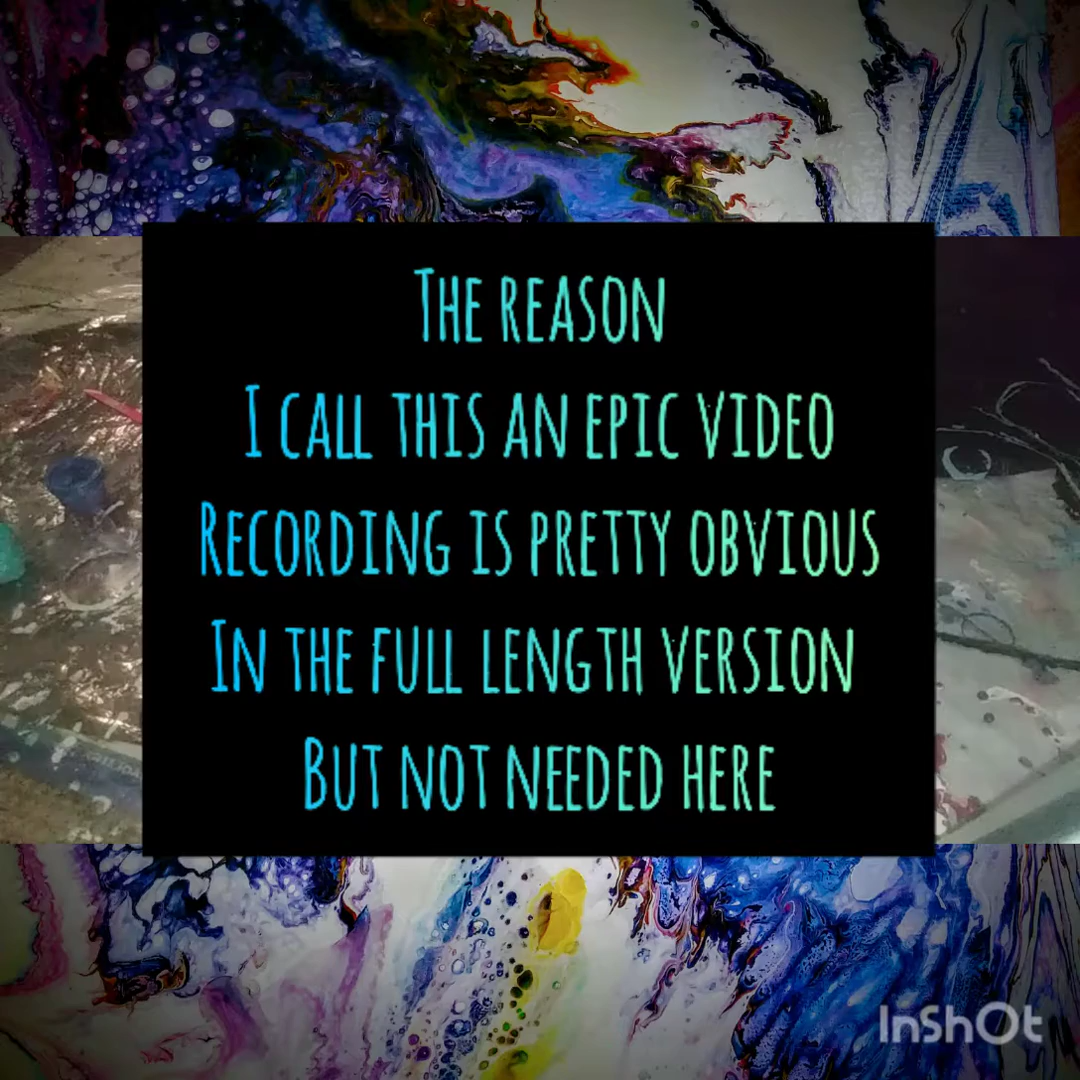 The reason
I call this an epic video
Recording is pretty obvious
In the full length version
But not needed here
InShOt